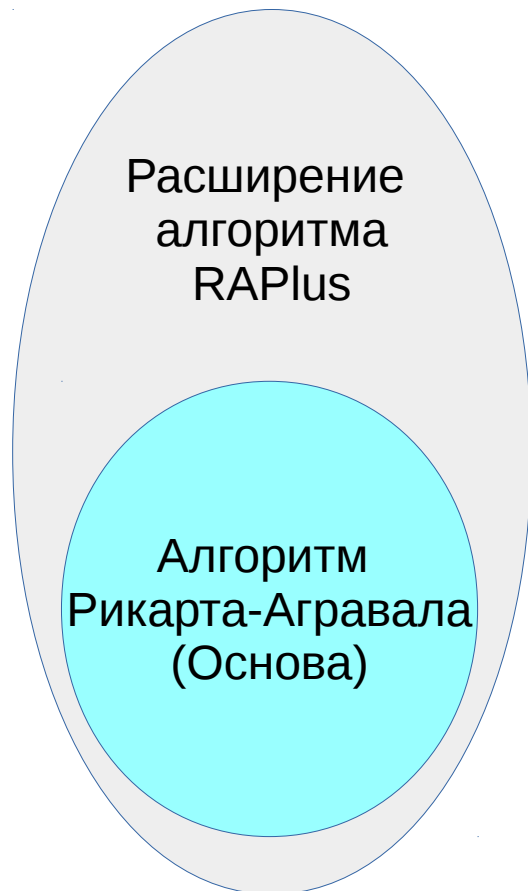 Расширение
алгоритма
RAPlus
Алгоритм
Рикарта-Агравала
(Основа)